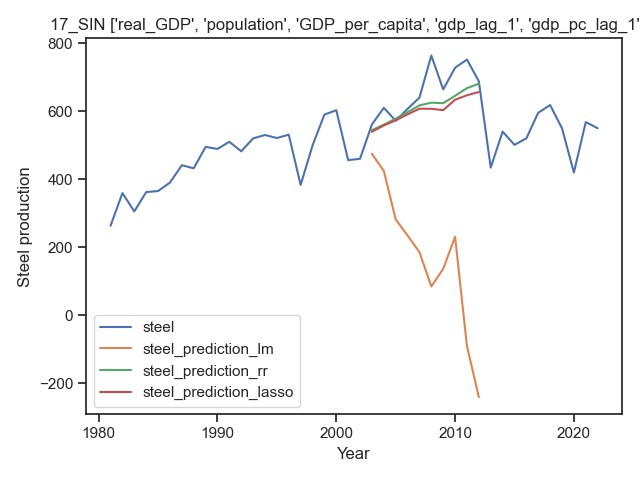 17_SIN ['real_GDP', 'population', 'GDP_per_capita', 'gdp_lag_1', 'gdp_pc_lag_1'
800
600
400
200
0
−200
Steel production
steel
steel_prediction_lm
steel_prediction_rr
steel_prediction_lasso
1980 1990 2000 2010 2020
Year